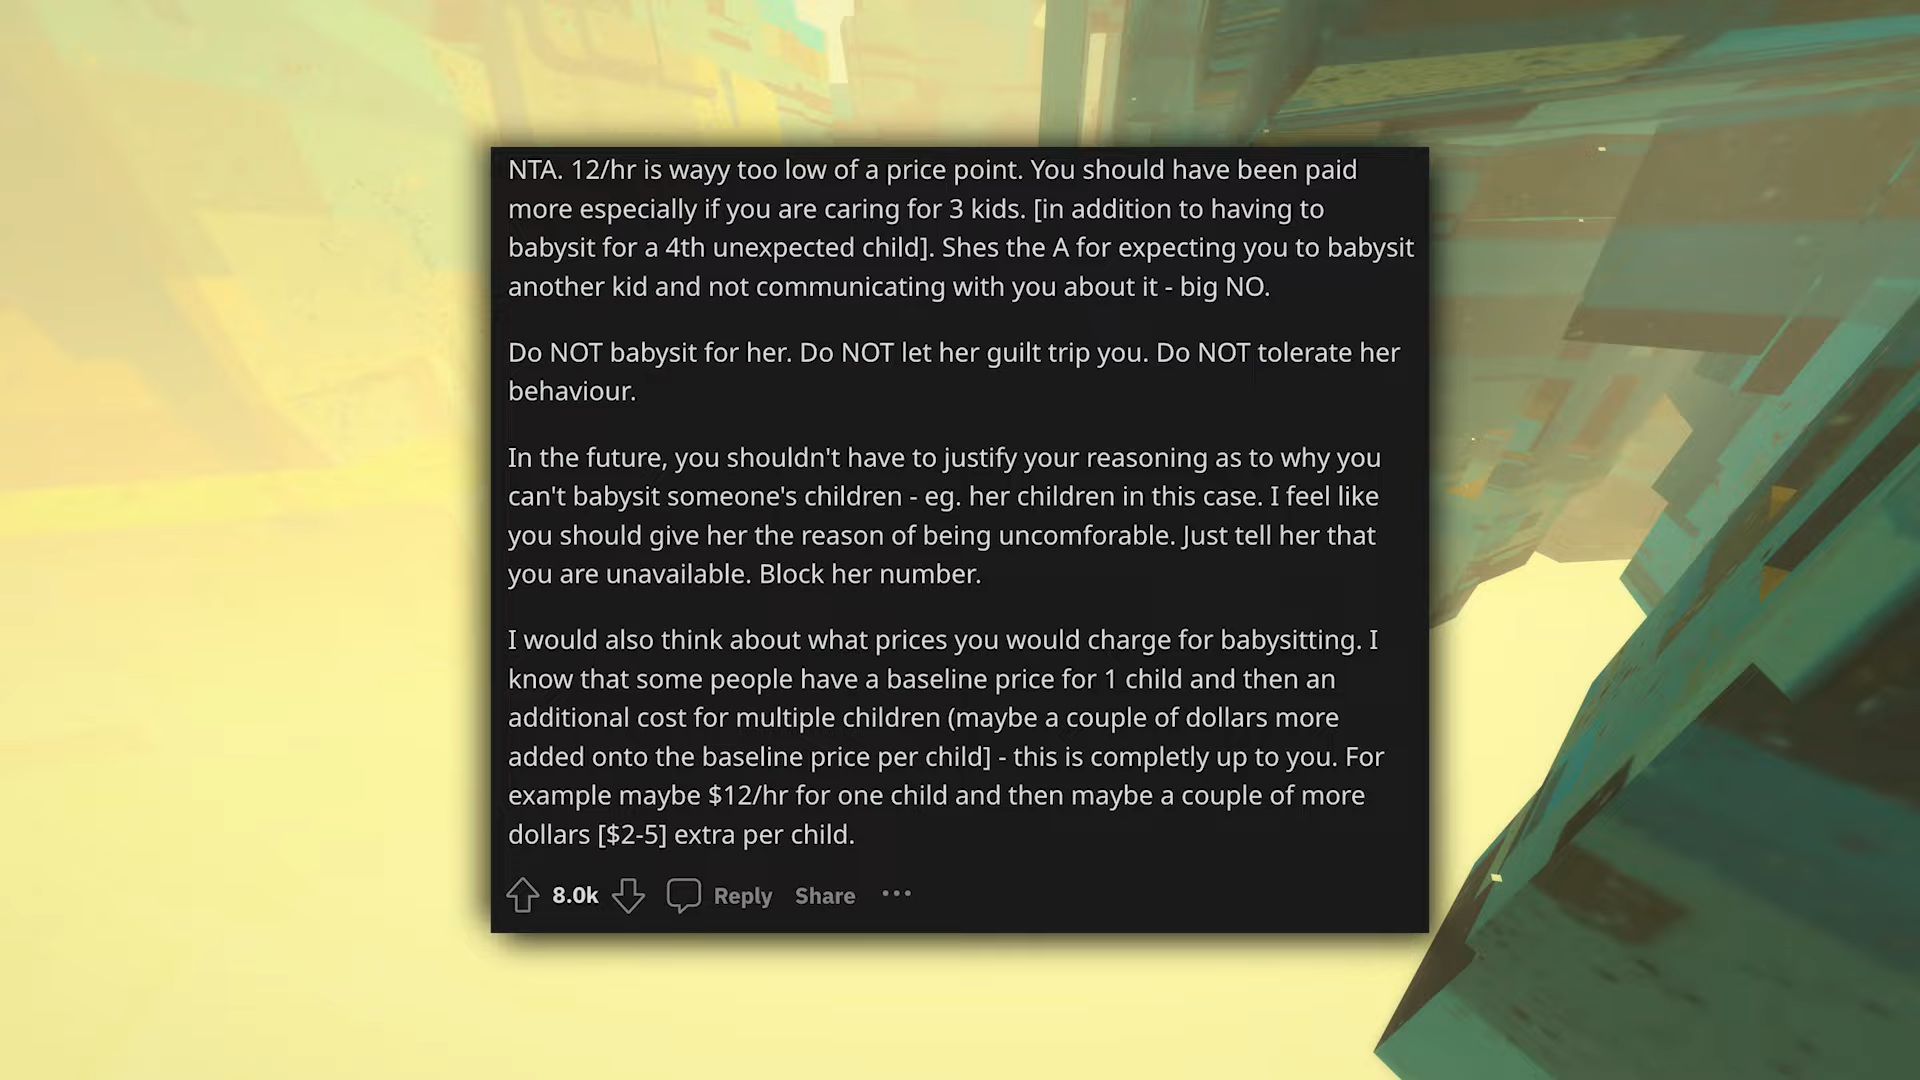 NTA. 12/hr is wayy too low of a price point. You should have been paid
more especially if you are caring for 3 kids. [in addition to having to
babysit for a 4th unexpected child]. Shes the A for expecting you to babysit
another kid and not communicating with you about it - big NO.
Do NOT babysit for her. Do NOT let her guilt trip you. Do NOT tolerate her
behaviour.
In the future, you shouldn't have to justify your reasoning as to why you
can't babysit someone's children - eg. her children in this case. I feel like
you should give her the reason of being uncomforable. Just tell her that
you are unavailable. Block her number.
I would also think about what prices you would charge for babysitting. I
know that some people have a baseline price for 1 child and then an
additional cost for multiple children (maybe a couple of dollars more
added onto the baseline price per child] - this is completly up to you. For
example maybe $12/hr for one child and then maybe a couple of more
dollars [$2-5] extra per child.
8.0k Reply Share ···